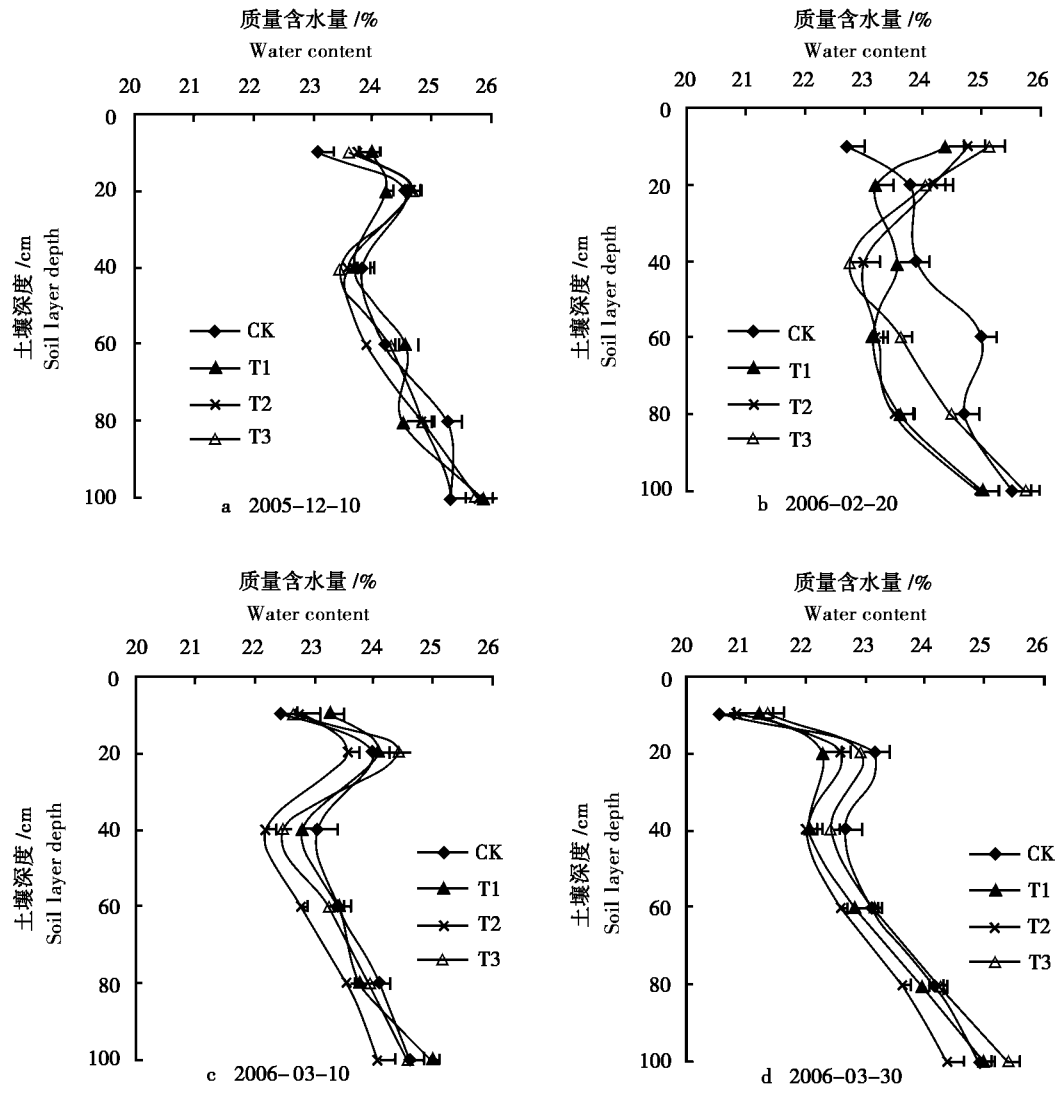 质量含水量 /%
Water content
20 21 22 23 24 25 26
0
20
40
60
80
100
土壤深度 /cm
Soil layer depth
CK
T1
T2
T3
a 2005-12-10
质量含水量 /%
Water content
20 21 22 23 24 25 26
0
20
40
60
80
100
土壤深度 /cm
Soil layer depth
CK
T1
T2
T3
b 2006-02-20
质量含水量 /%
Water content
20 21 22 23 24 25 26
0
20
40
60
80
100
土壤深度 /cm
Soil layer depth
CK
T1
T2
T3
c 2006-03-10
质量含水量 /%
Water content
20 21 22 23 24 25 26
0
20
40
60
80
100
土壤深度 /cm
Soil layer depth
CK
T1
T2
T3
d 2006-03-30